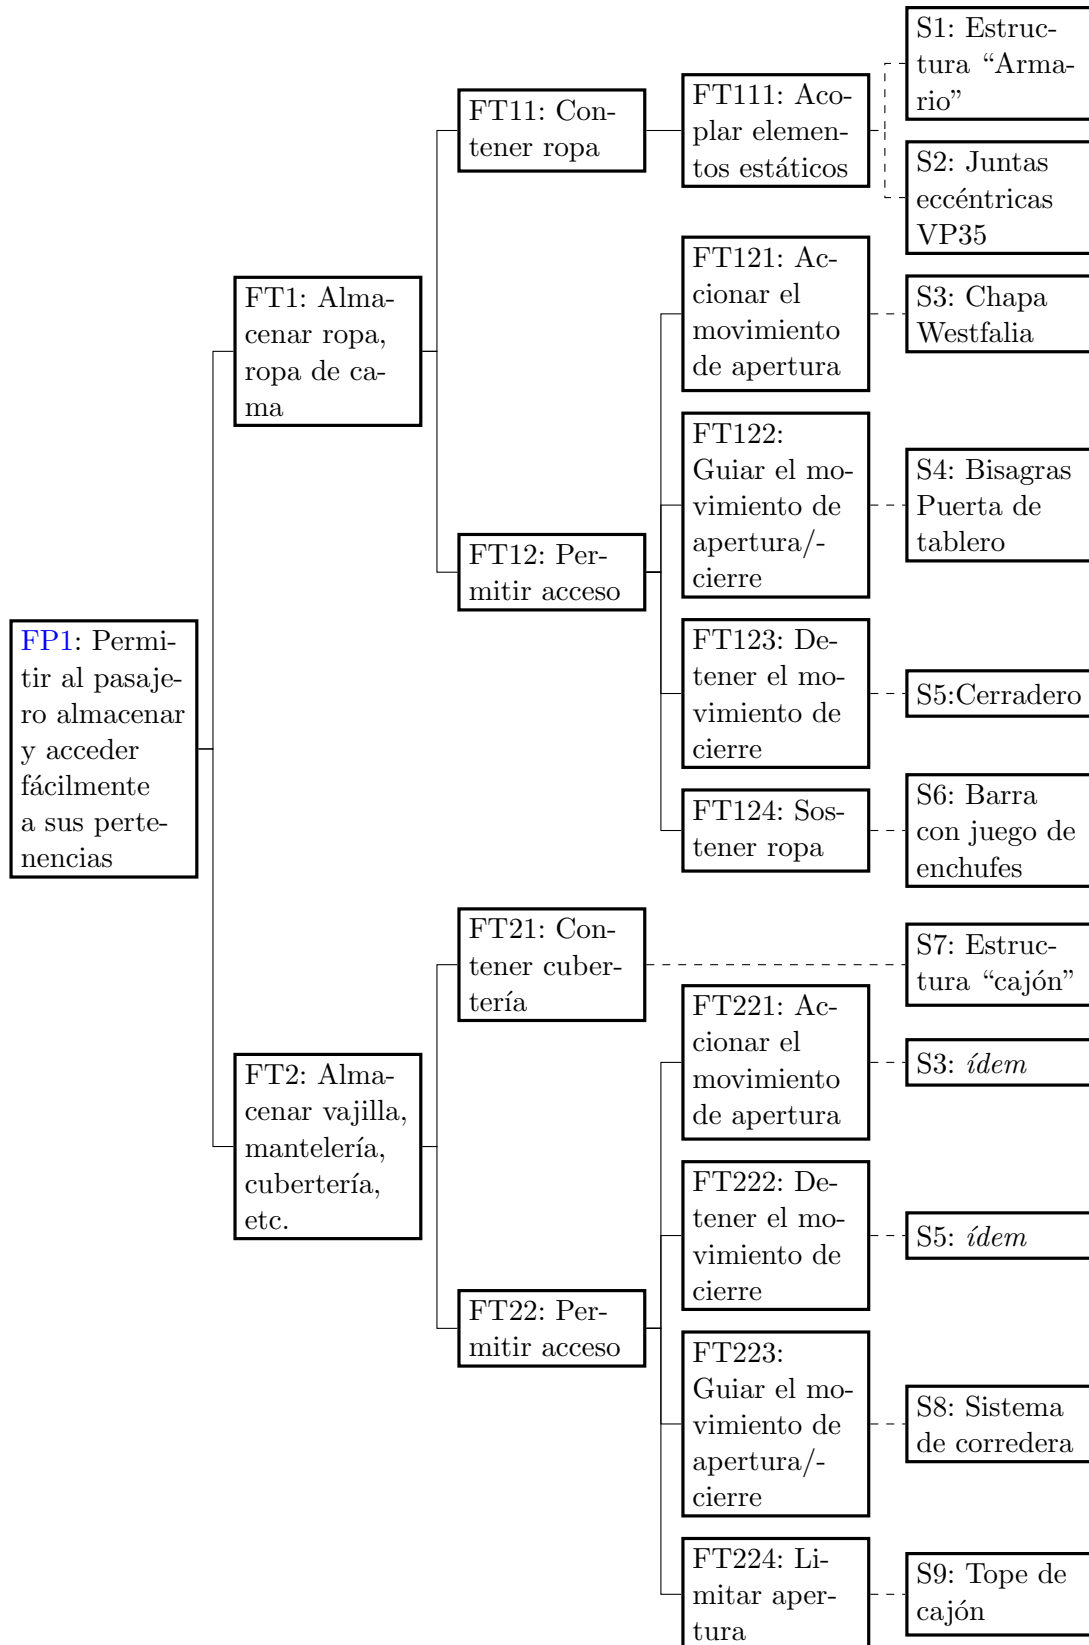 FP1: Permi-
tir al pasaje-
ro almacenar
y acceder
fácilmente
a sus perte-
nencias
FT1: Alma-
cenar ropa,
ropa de ca-
ma
FT11: Con-
tener ropa
FT111: Aco-
plar elemen-
tos estáticos
S1: Estruc-
tura “Arma-
rio”
S2: Juntas
eccéntricas
VP35
FT12: Per-
mitir acceso
FT121: Ac-
cionar el
movimiento
de apertura
S3: Chapa
Westfalia
FT122:
Guiar el mo-
vimiento de
apertura/-
cierre
S4: Bisagras
Puerta de
tablero
FT123: De-
tener el mo-
vimiento de
cierre
S5:Cerradero
FT124: Sos-
tener ropa
S6: Barra
con juego de
enchufes
FT2: Alma-
cenar vajilla,
mantelería,
cubertería,
etc.
FT21: Con-
tener cuber-
tería
S7: Estruc-
tura “cajón”
FT22: Per-
mitir acceso
FT221: Ac-
cionar el
movimiento
de apertura
S3: ídem
FT222: De-
tener el mo-
vimiento de
cierre
S5: ídem
FT223:
Guiar el mo-
vimiento de
apertura/-
cierre
S8: Sistema
de corredera
FT224: Li-
mitar aper-
tura
S9: Tope de
cajón